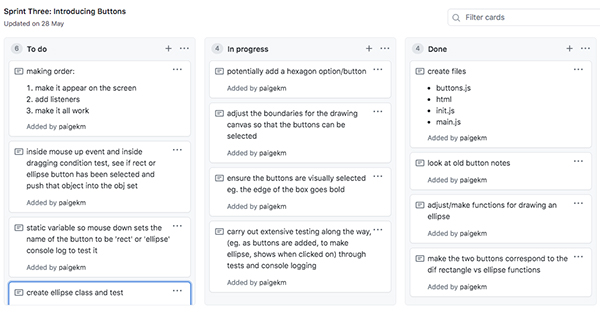 Sprint Three: Introducing Buttons
Updated on 28 May
Filter cards
6 To do
making order:
1. make it appear on the screen
2. add listeners
3. make it all work
Added by paigekm
inside mouse up event and inside
dragging condition test, see if rect or
ellipse button has been selected and
push that object into the obj set
Added by paigekm
static variable so mouse down sets the
name of the button to be 'rect' or 'ellipse'
console log to test it
Added by paigekm
create ellipse class and test
4 In progress
potentially add a hexagon option/button
Added by paigekm
adjust the boundaries for the drawing
canvas so that the buttons can be
selected
Added by paigekm
ensure the buttons are visually selected
eg. the edge of the box goes bold
Added by paigekm
carry out extensive testing along the way,
(eg. as buttons are added, to make
ellipse, shows when clicked on) through
tests and console logging
Added by paigekm
4 Done
create files
• buttons.js
• html
• init.js
• main.js
Added by paigekm
look at old button notes
Added by paigekm
adjust/make functions for drawing an
ellipse
Added by paigekm
make the two buttons correspond to the
dif rectangle vs ellipse functions
Added by paigekm